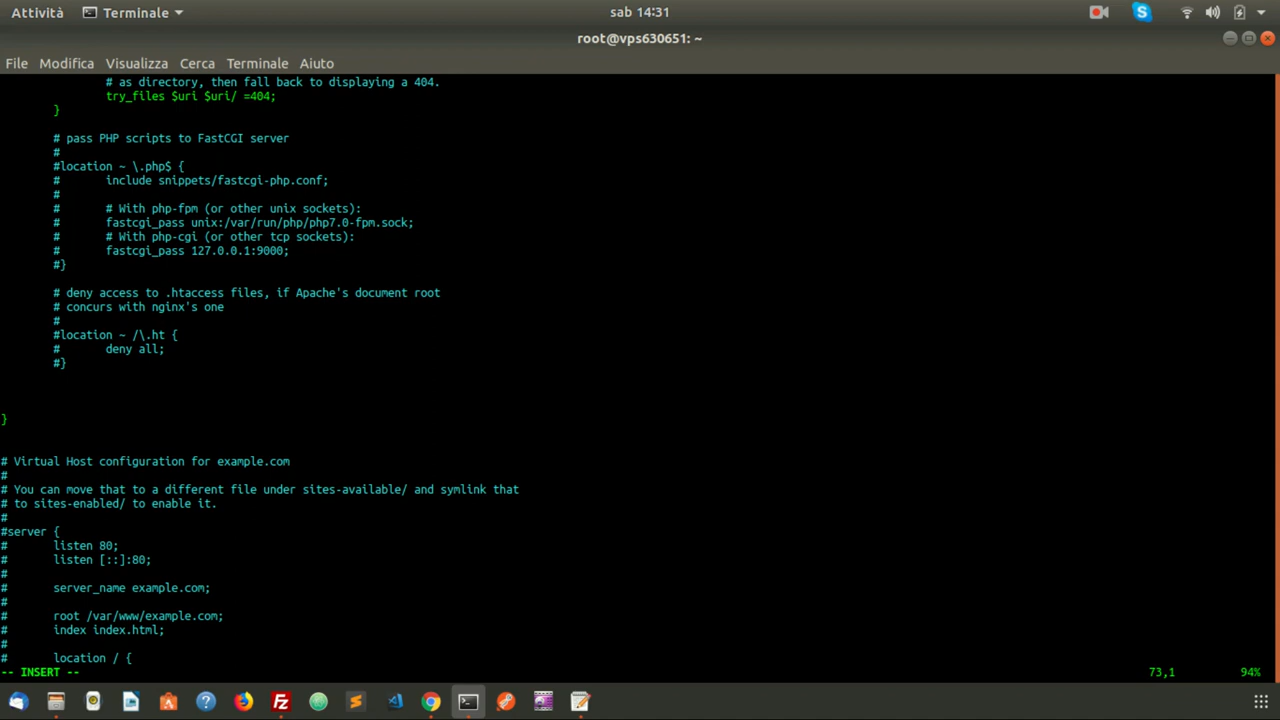 Attività Terminale sab 14:31
root@vps630651: ~
File Modifica Visualizza Cerca Terminale Aiuto
# as directory, then fall back to displaying a 404.
try_files $uri $uri/ =404;
}
# pass PHP scripts to FastCGI server
#
#location ~ \.php$ {
#       include snippets/fastcgi-php.conf;
#
#       # With php-fpm (or other unix sockets):
#       fastcgi_pass unix:/var/run/php/php7.0-fpm.sock;
#       # With php-cgi (or other tcp sockets):
#       fastcgi_pass 127.0.0.1:9000;
#}
# deny access to .htaccess files, if Apache's document root
# concurs with nginx's one
#
#location ~ /\.ht {
#       deny all;
#}
}
# Virtual Host configuration for example.com
#
# You can move that to a different file under sites-available/ and symlink that
# to sites-enabled/ to enable it.
#
#server {
#       listen 80;
#       listen [::]:80;
#
#       server_name example.com;
#
#       root /var/www/example.com;
#       index index.html;
#
#       location / {
-- INSERT -- 73,1 94%